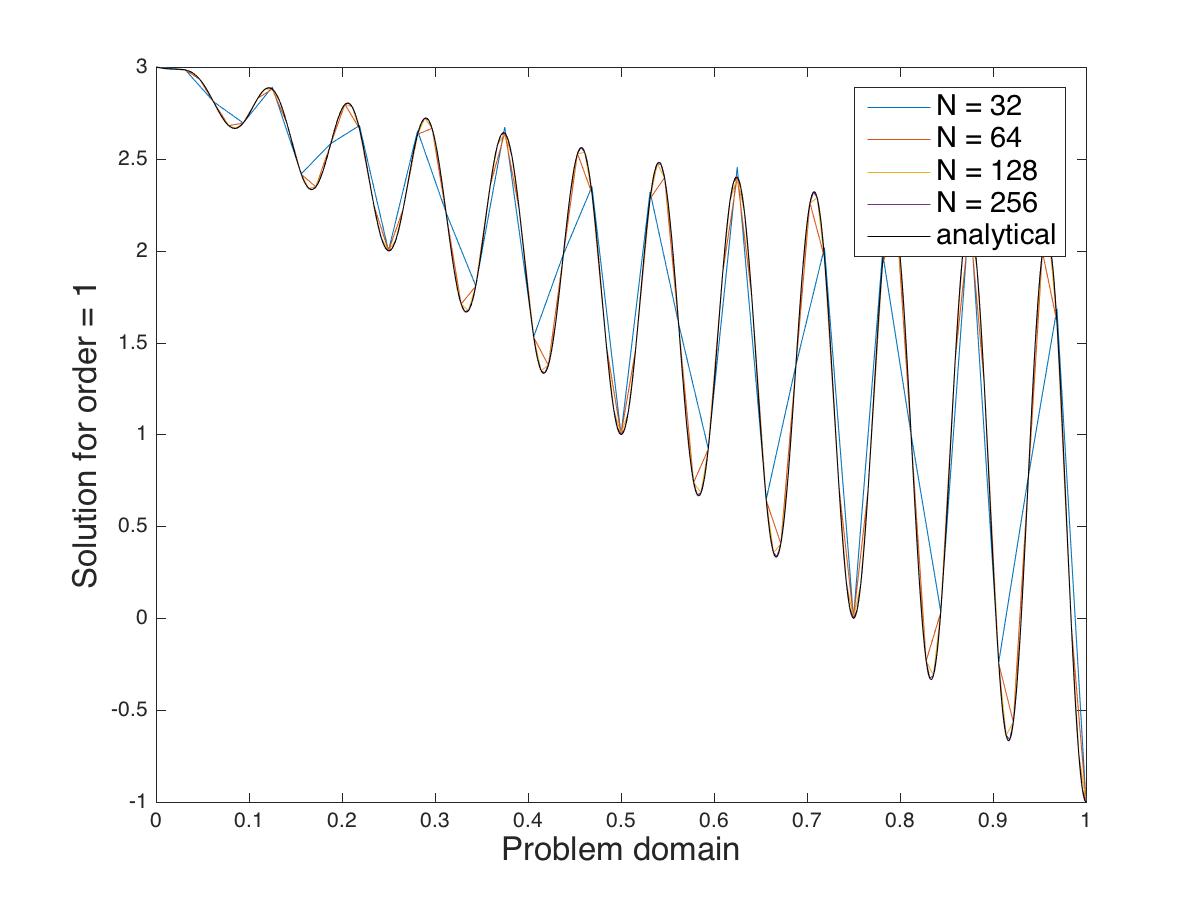 3
2.5
2
1.5
1
0.5
0
-0.5
-1
Solution for order = 1
N = 32
N = 64
N = 128
N = 256
analytical
0 0.1 0.2 0.3 0.4 0.5 0.6 0.7 0.8 0.9 1
Problem domain